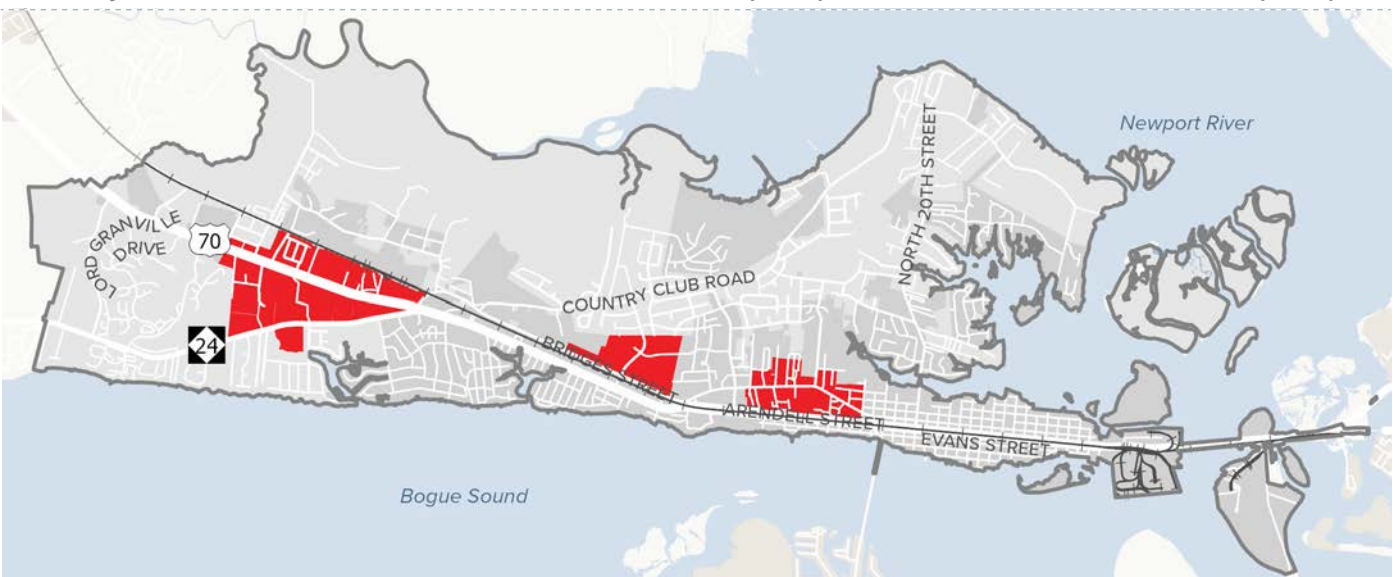 Newport River
NORTH 20TH STREET
LORD GRANVILLE
DRIVE
70
COUNTRY CLUB ROAD
24
BRIDGES STREET
ARENDELL STREET
EVANS STREET
Bogue Sound